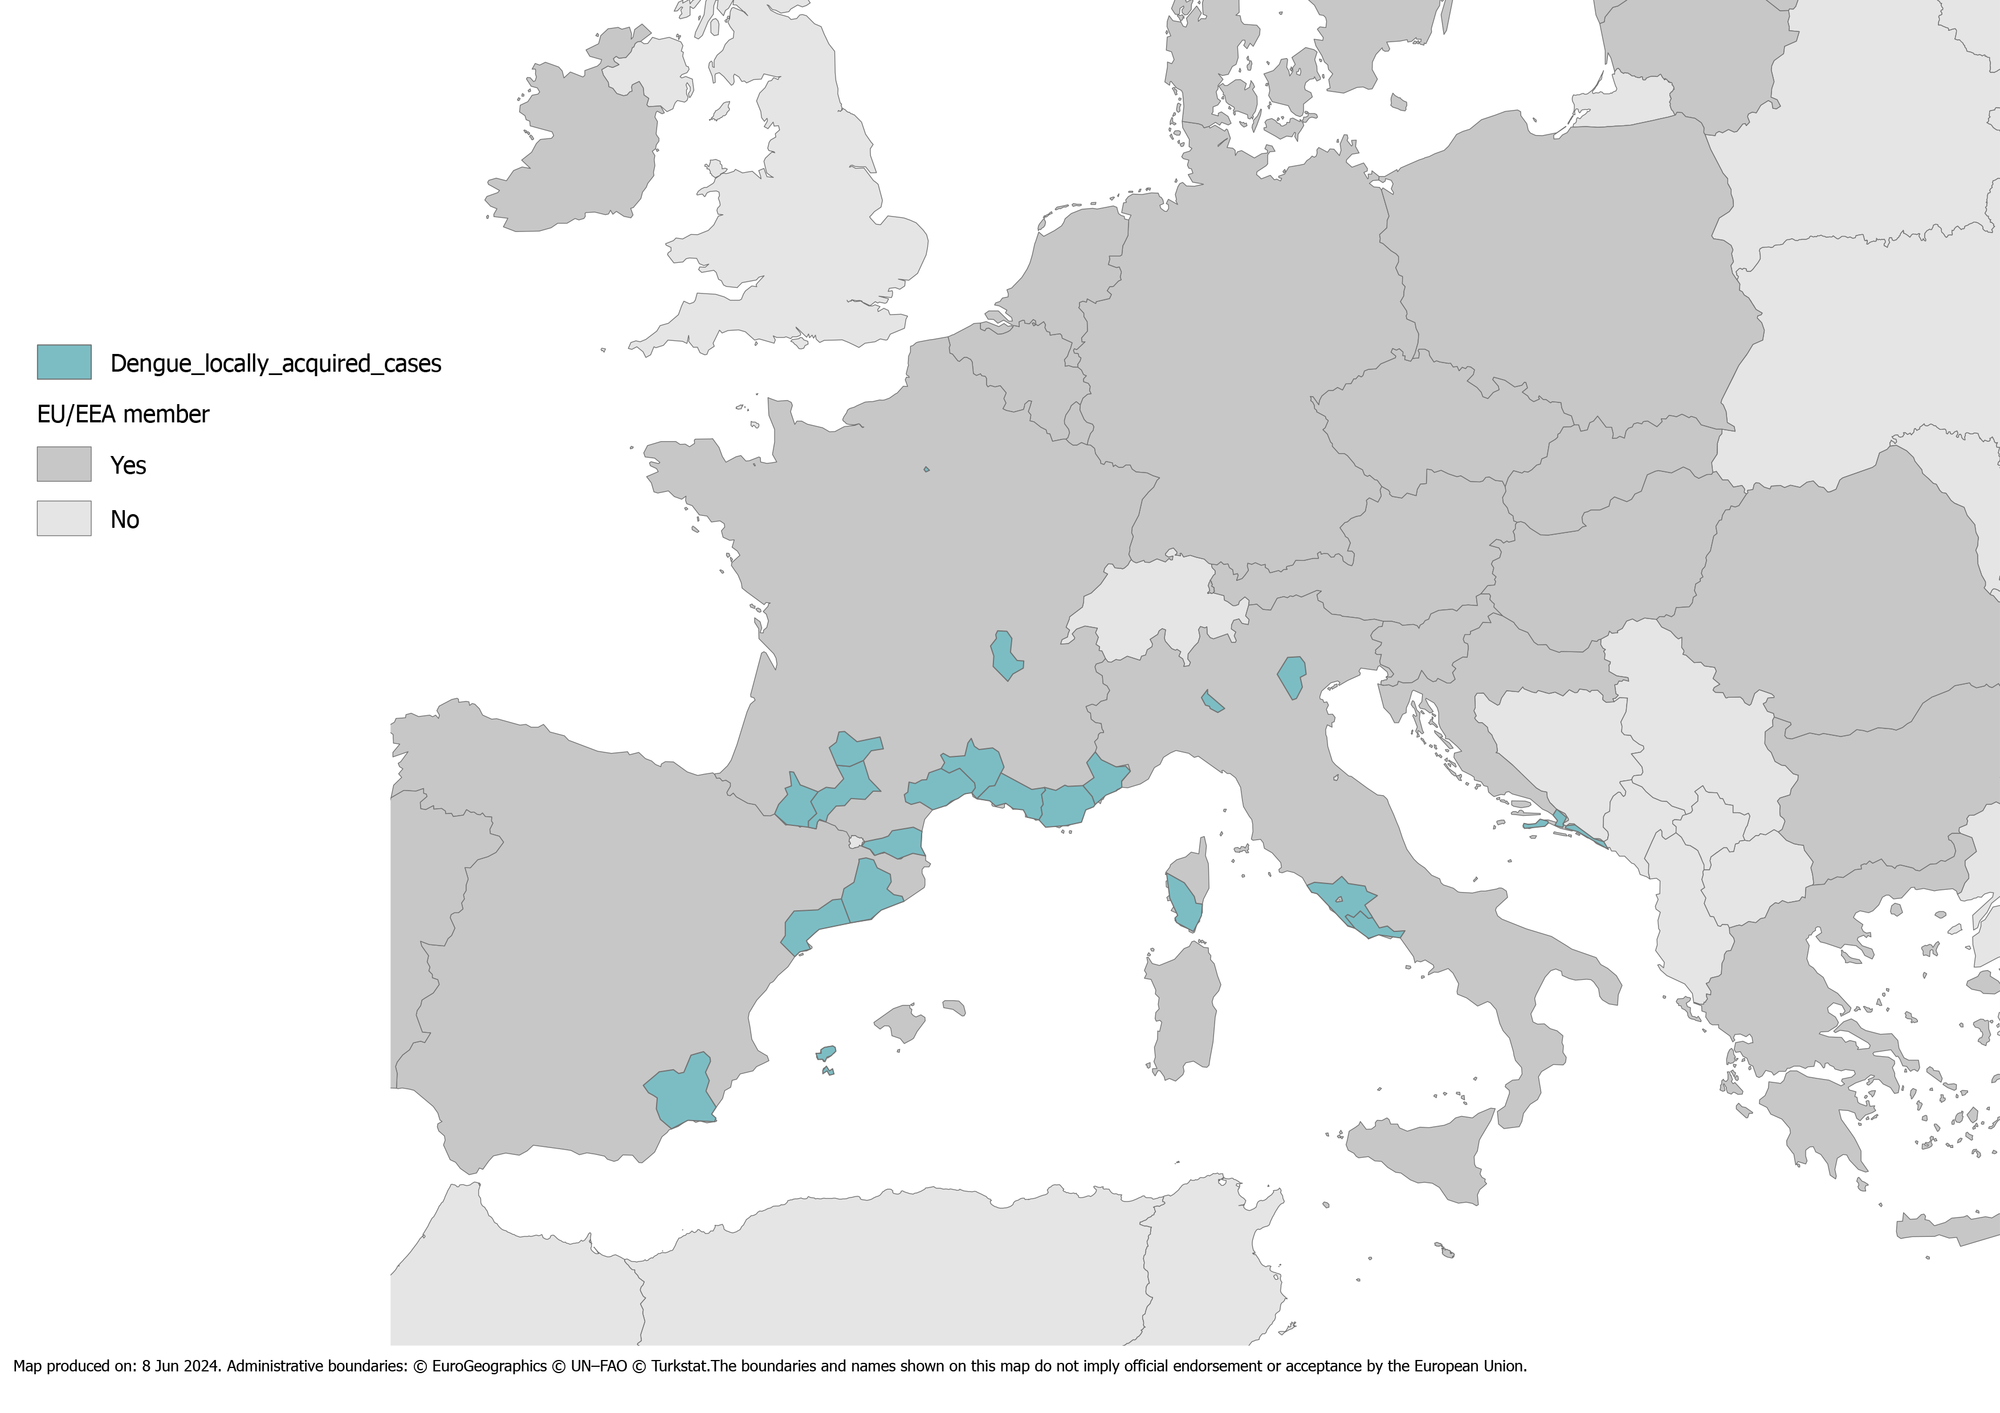 Dengue_locally_acquired_cases
EU/EEA member
Yes
No
Map produced on: 8 Jun 2024. Administrative boundaries: © EuroGeographics © UN–FAO © Turkstat.The boundaries and names shown on this map do not imply official endorsement or acceptance by the European Union.